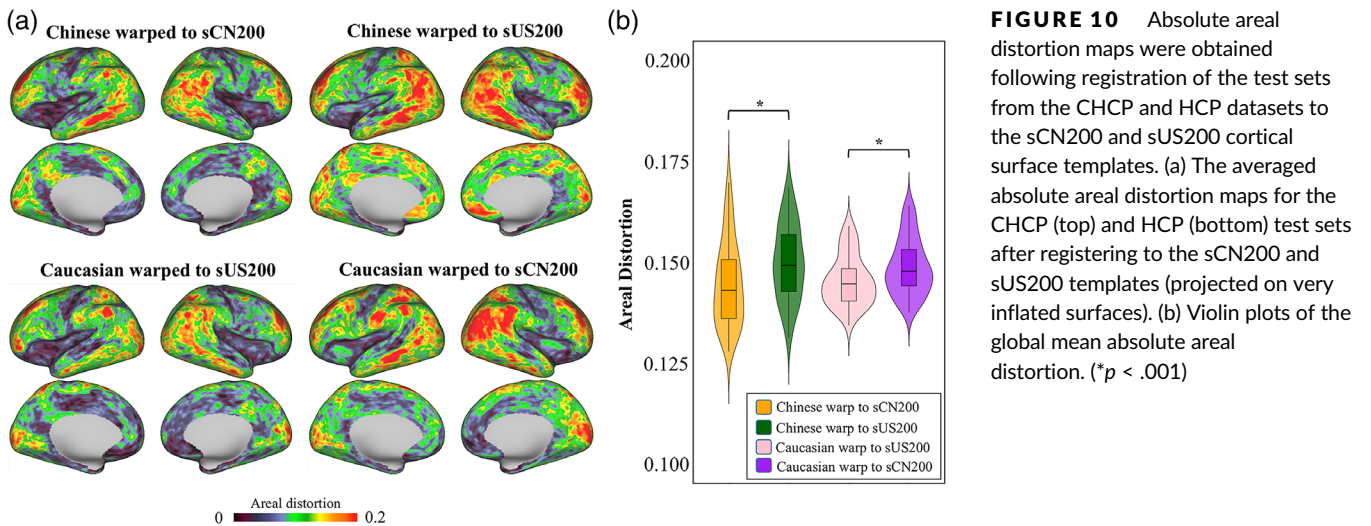 (a)
Chinese warped to sCN200
Chinese warped to sUS200
Caucasian warped to sUS200
Caucasian warped to sCN200
Areal distortion
0
0.2
(b)
Areal Distortion
0.200
0.175
0.150
0.125
0.100
*
*
Chinese warp to sCN200
Chinese warp to sUS200
Caucasian warp to sUS200
Caucasian warp to sCN200
FIGURE 10 Absolute areal
distortion maps were obtained
following registration of the test sets
from the CHCP and HCP datasets to
the sCN200 and sUS200 cortical
surface templates. (a) The averaged
absolute areal distortion maps for the
CHCP (top) and HCP (bottom) test sets
after registering to the sCN200 and
sUS200 templates (projected on very
inflated surfaces). (b) Violin plots of the
global mean absolute areal
distortion. (*p < .001)